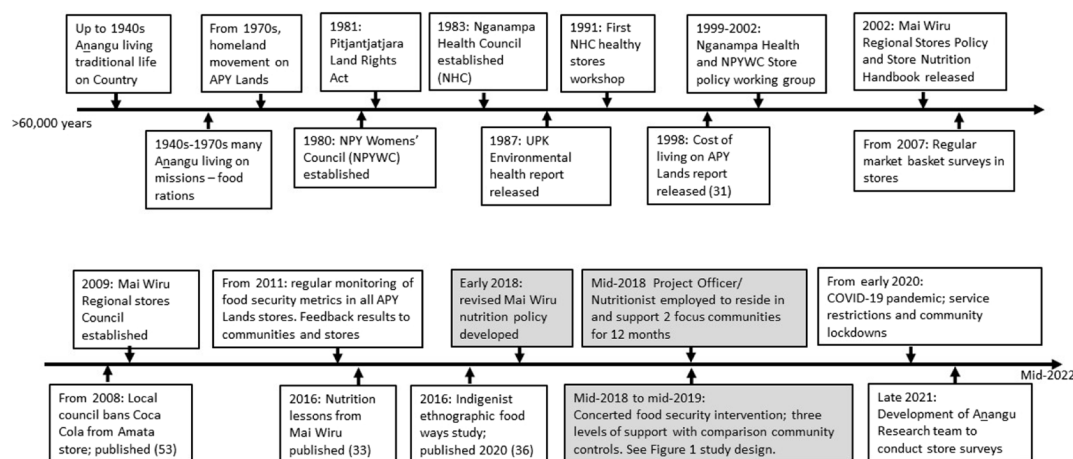 Up to 1940s
Aṉangu living
traditional life on
Country
From 1970s,
homeland
movement on
APY Lands
1981:
Pitjantjatjara
Land Rights
Act
1983: Nganampa
Health Council
established
(NHC)
1991: First
NHC healthy
stores
workshop
1999-2002:
Nganampa Health
and NPYWC Store
policy working group
2002: Mai Wiru
Regional Stores Policy
and Store Nutrition
Handbook released
>60,000 years
1940s-1970s many
Aṉangu living on
missions – food
rations
1980: NPY Womens’
Council (NPYWC)
established
1987: UPK
Environmental
health report
released
1998: Cost of
living on APY
Lands report
released (31)
From 2007: Regular
market basket surveys in
stores
2009: Mai Wiru
Regional stores
Council
established
From 2011: regular monitoring of
food security metrics in all APY
Lands stores. Feedback results to
communities and stores
Early 2018:
revised Mai Wiru
nutrition policy
developed
Mid-2018 Project Officer/
Nutritionist employed to reside in
and support 2 focus communities
for 12 months
From early 2020:
COVID-19 pandemic; service
restrictions and community
lockdowns
Mid-2022
From 2008: Local
council bans Coca
Cola from Amata
store; published (53)
2016: Nutrition
lessons from
Mai Wiru
published (33)
2016: Indigenist
ethnographic food
ways study;
published 2020 (36)
Mid-2018 to mid-2019:
Concerted food security intervention; three
levels of support with comparison community
controls. See Figure 1 study design.
Late 2021:
Development of Aṉangu
Research team to
conduct store surveys